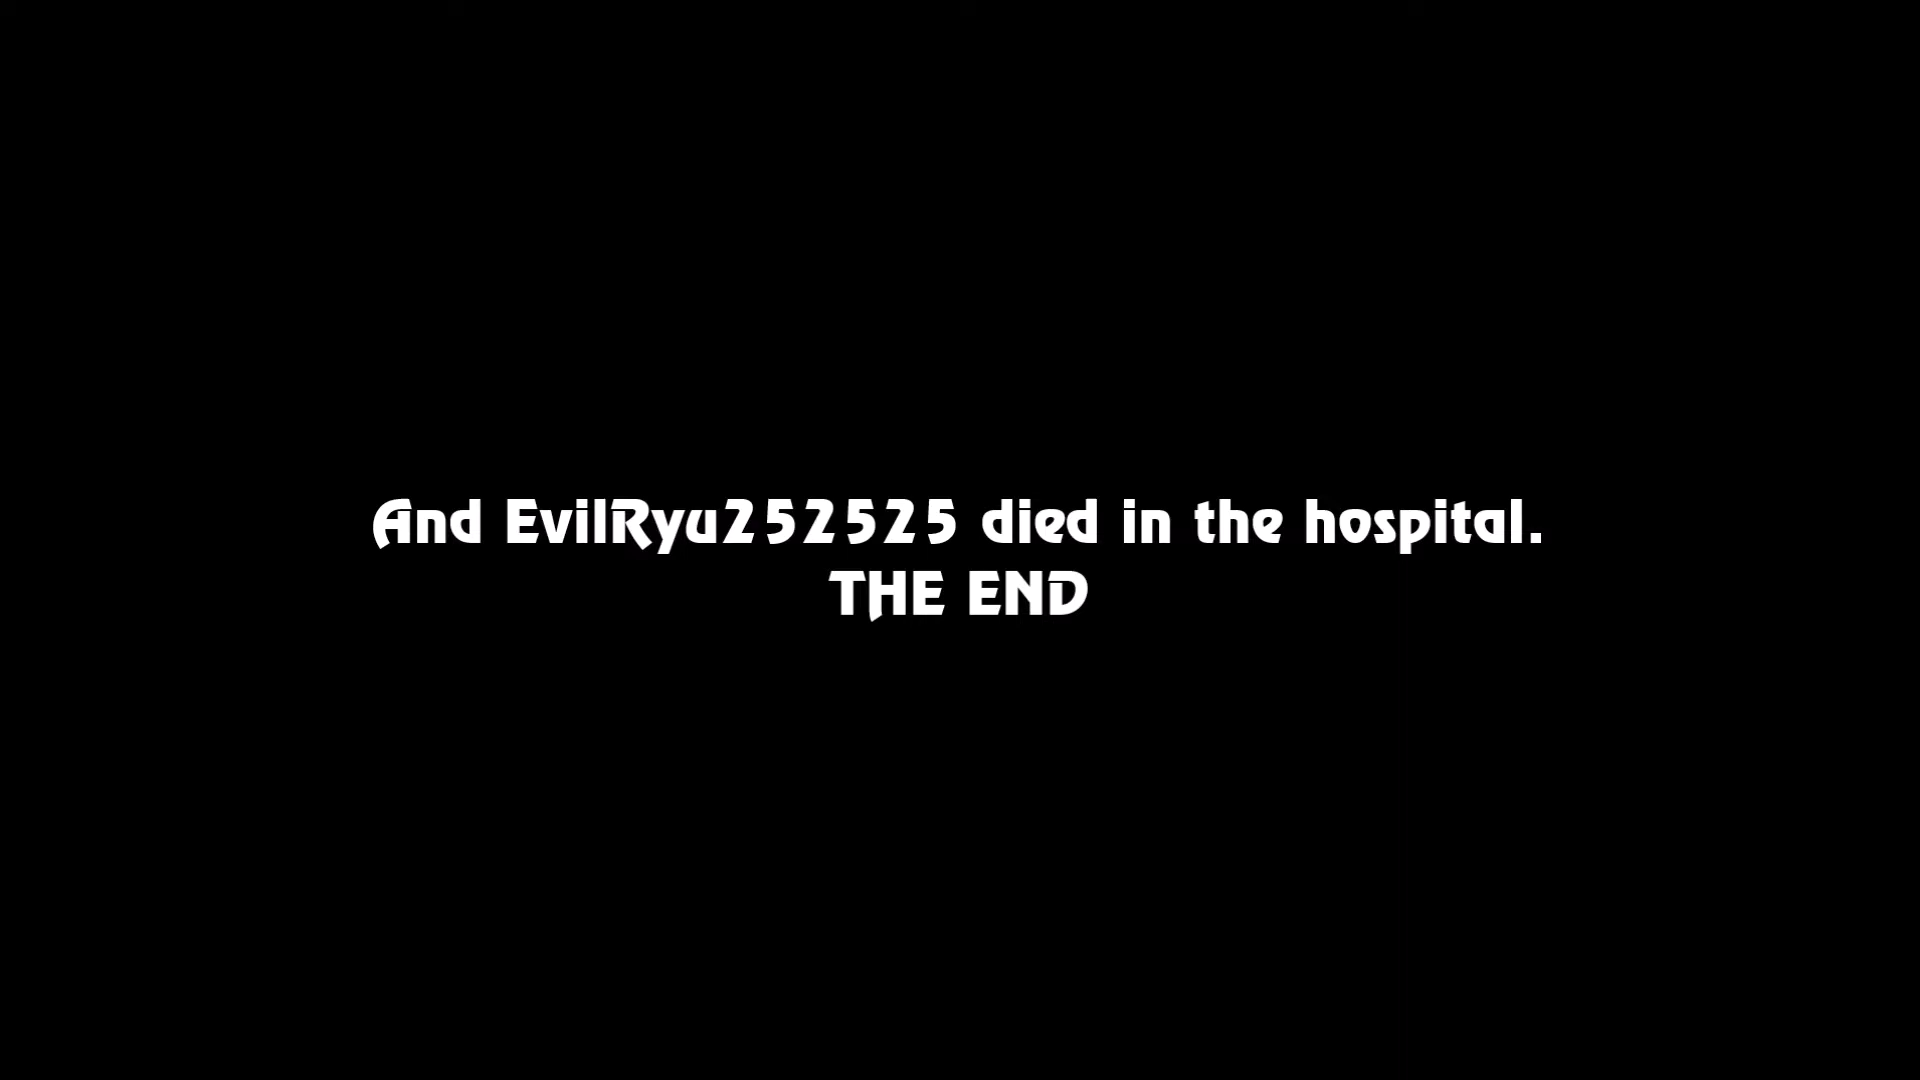 And EvilRyu252525 died in the hospital.
THE END